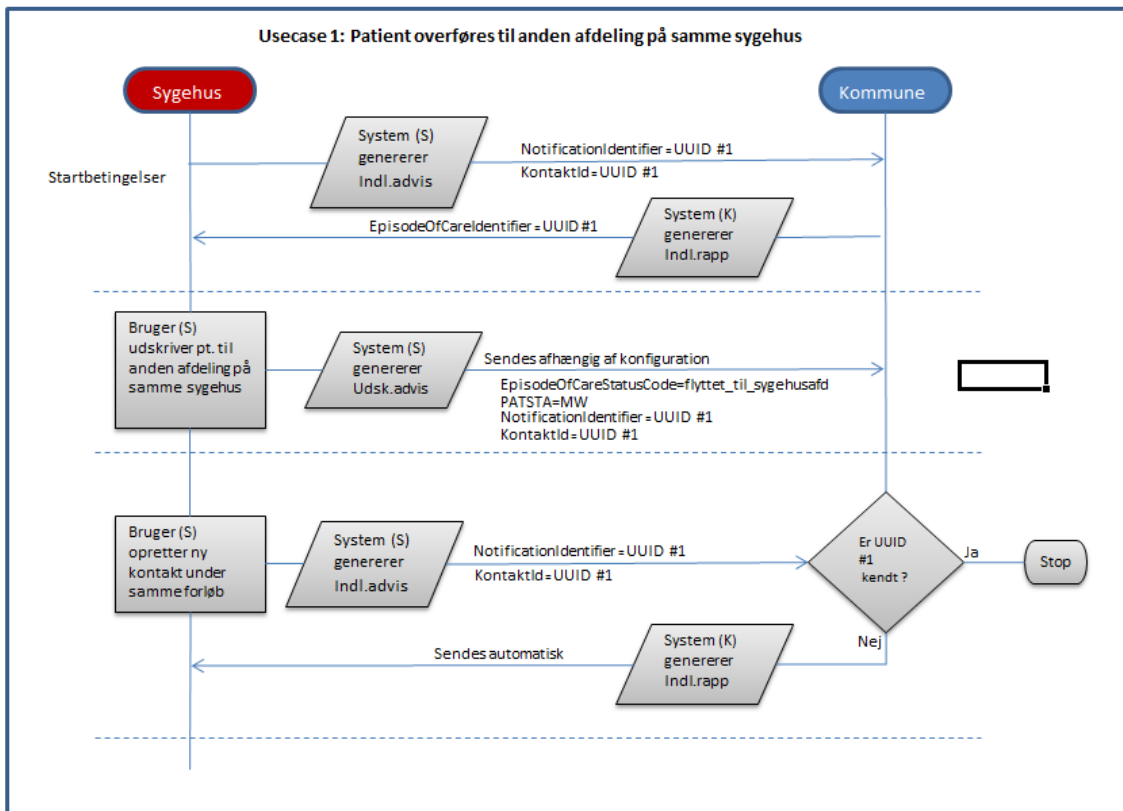 Usecase 1: Patient overføres til anden afdeling på samme sygehus
Sygehus
Kommune
Startbetingelser
System (S)
genererer
Indl.advis
NotificationIdentifier = UUID #1
KontaktId = UUID #1
System (K)
genererer
Indl.rapp
EpisodeOfCareIdentifier = UUID #1
Bruger (S)
udskriver pt. til
anden afdeling på
samme sygehus
System (S)
genererer
Udsk.advis
Sendes afhængig af konfiguration
EpisodeOfCareStatusCode=flyttet_til_sygehusafd
PATSTA=MW
NotificationIdentifier = UUID #1
KontaktId = UUID #1
Bruger (S)
opretter ny
kontakt under
samme forløb
System (S)
genererer
Indl.advis
NotificationIdentifier = UUID #1
KontaktId = UUID #1
Er UUID
#1
kendt ?
Ja
Stop
Nej
System (K)
genererer
Indl.rapp
Sendes automatisk